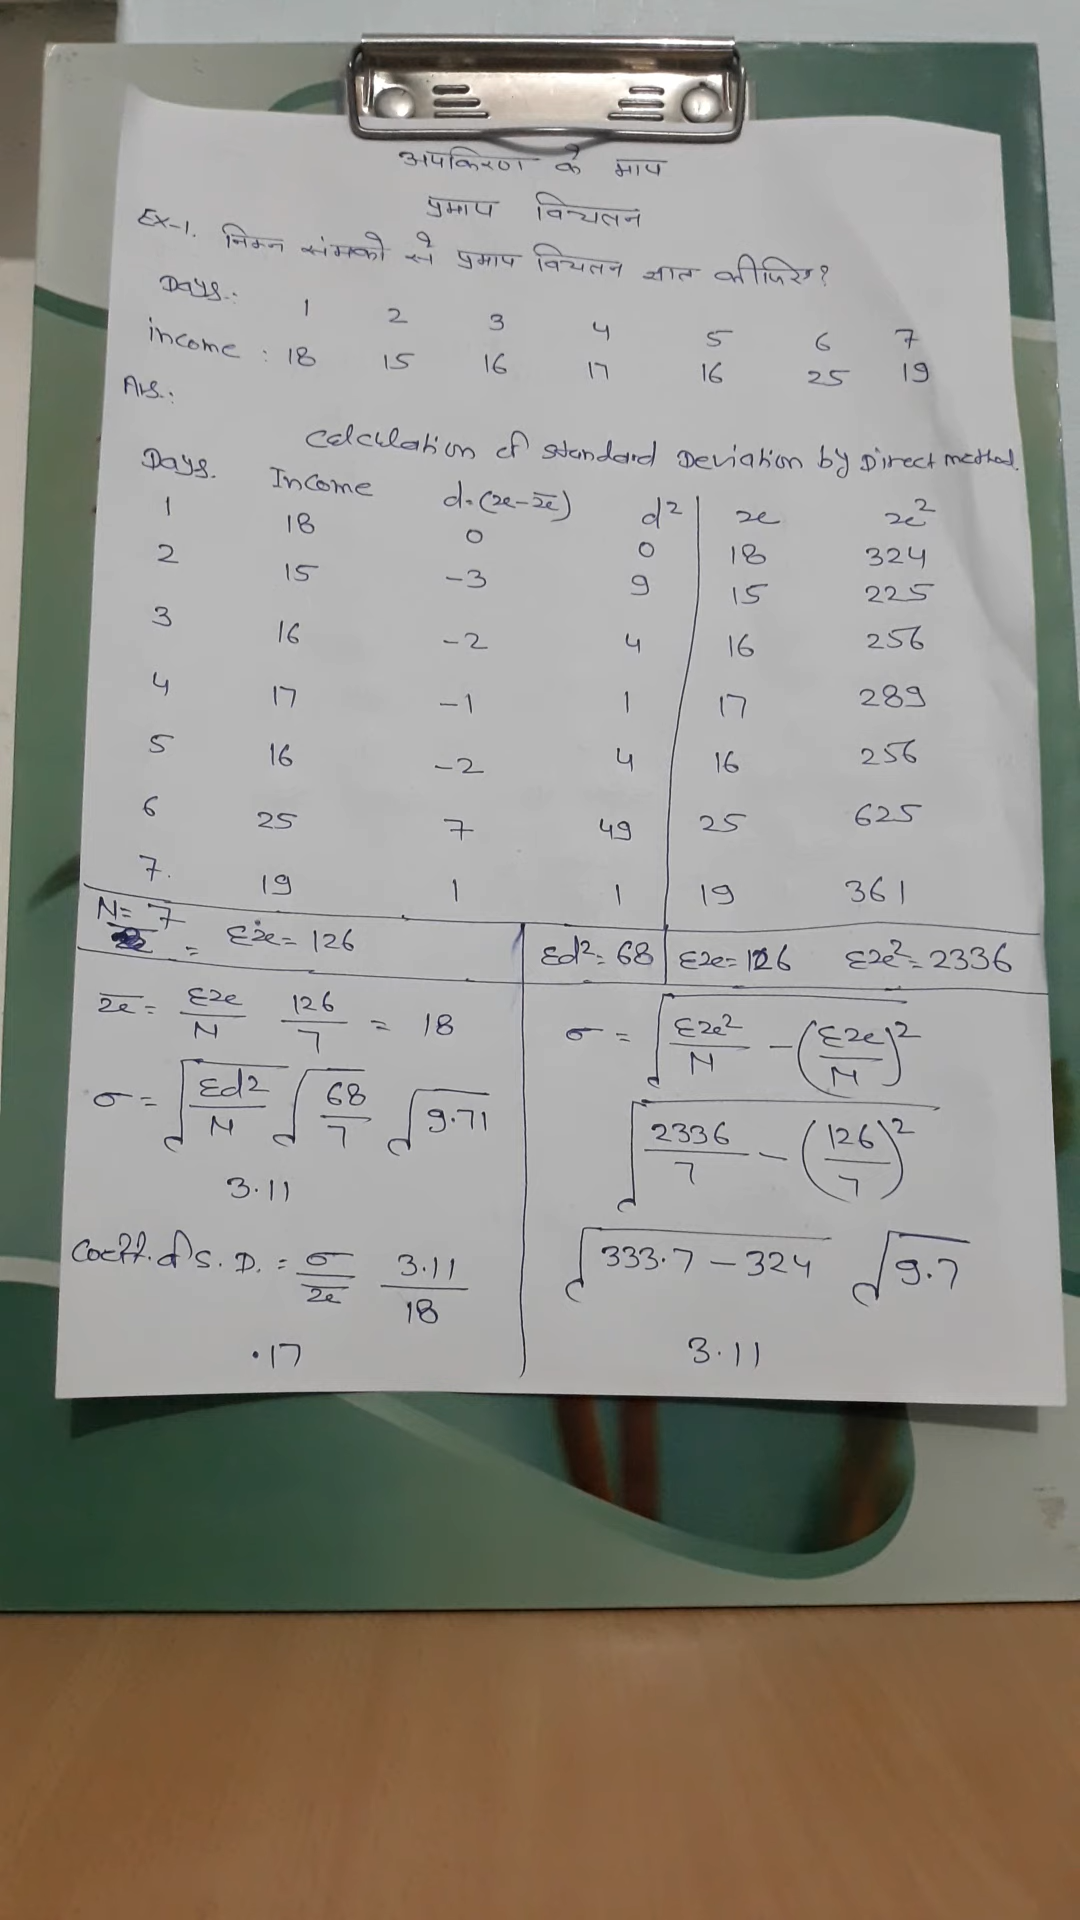 अपकिरण के माप
प्रमाप विचलन
Ex-1. निम्न संमको से प्रमाप विचलन ज्ञात कीजिए?
Days.: 1 2 3 4 5 6 7
income : 18 15 16 17 16 25 19
Ans.:
Calculation of standard Deviation by Direct method.
Days. Income d=(x-x̅) d² x x²
1 18 0 0 18 324
2 15 -3 9 15 225
3 16 -2 4 16 256
4 17 -1 1 17 289
5 16 -2 4 16 256
6 25 7 49 25 625
7. 19 1 1 19 361
N= 7 = Σx= 126 Σd²= 68 Σx= 126 Σx²= 2336
x̅ = Σx/N 126/7 = 18
σ = √Σd²/N √68/7 √9.71
3.11
Coeff. of S. D. = σ/x̅ 3.11/18
.17
σ = √Σx²/N - (Σx/N)²
√2336/7 - (126/7)²
√333.7 - 324 √9.7
3.11